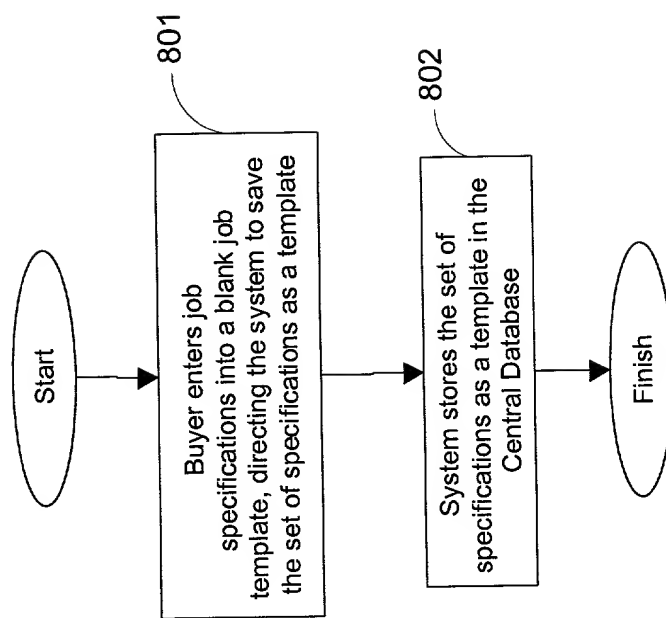 Start
801
Buyer enters job
specifications into a blank job
template, directing the system to save
the set of specifications as a template
802
System stores the set of
specifications as a template in the
Central Database
Finish